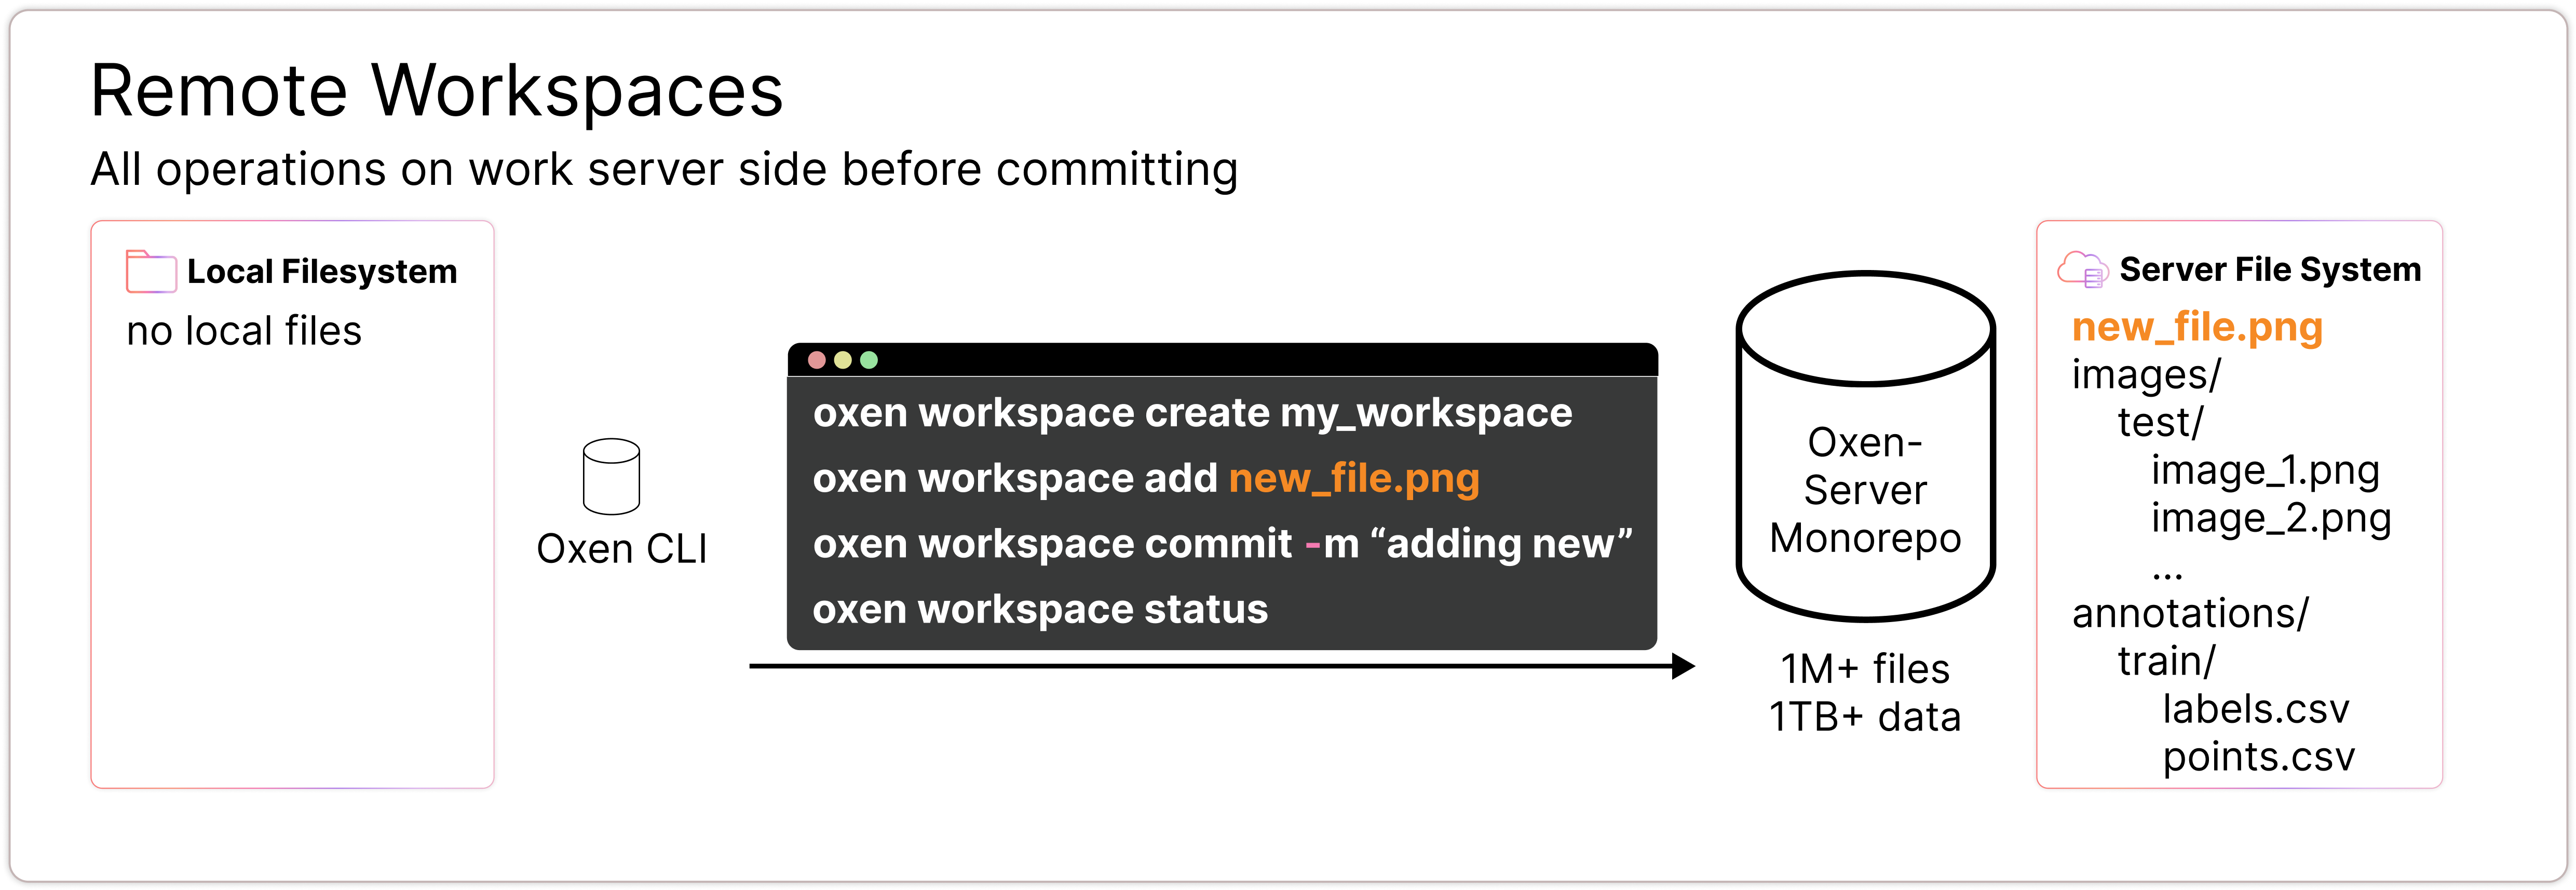 Remote Workspaces
All operations on work server side before committing
Local Filesystem
no local files
Oxen CLI
oxen workspace create my_workspace
oxen workspace add new_file.png
oxen workspace commit -m “adding new”
oxen workspace status
Oxen-
Server
Monorepo
1M+ files
1TB+ data
Server File System
new_file.png
images/
test/
image_1.png
image_2.png
...
annotations/
train/
labels.csv
points.csv